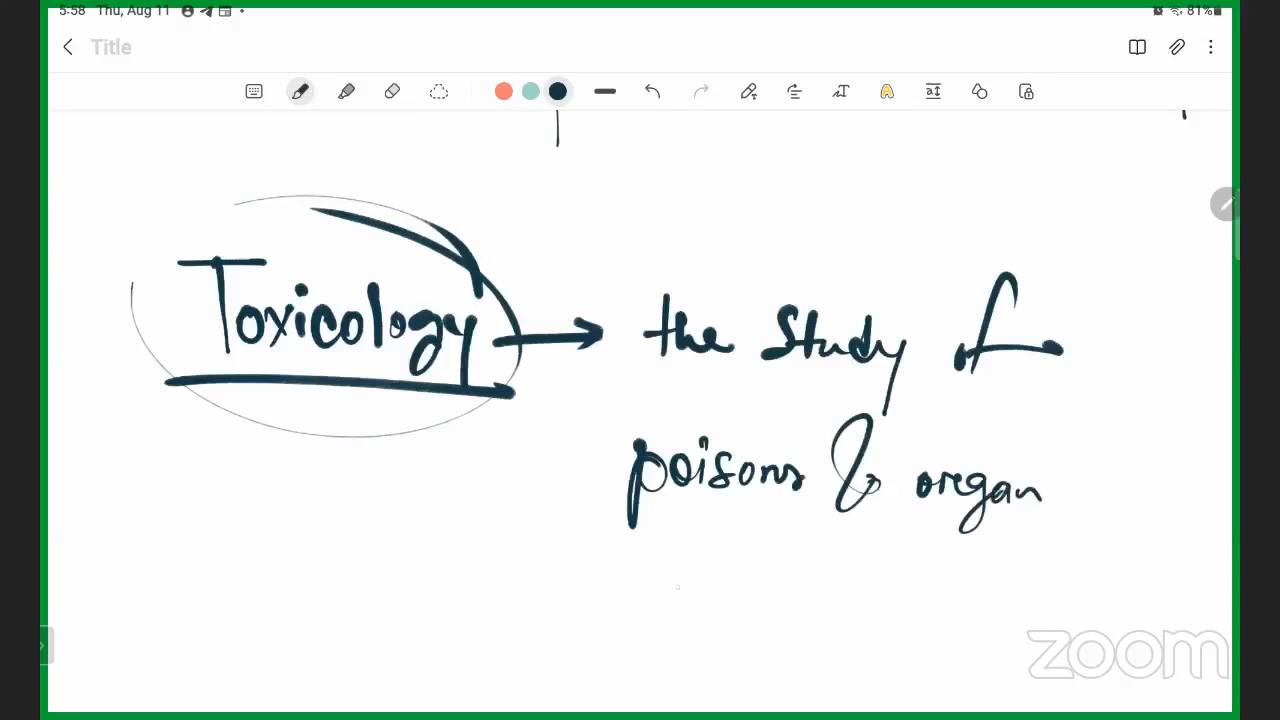 5:58 Thu, Aug 11
81%
Title
Toxicology → the study of
poisons & organ
zoom